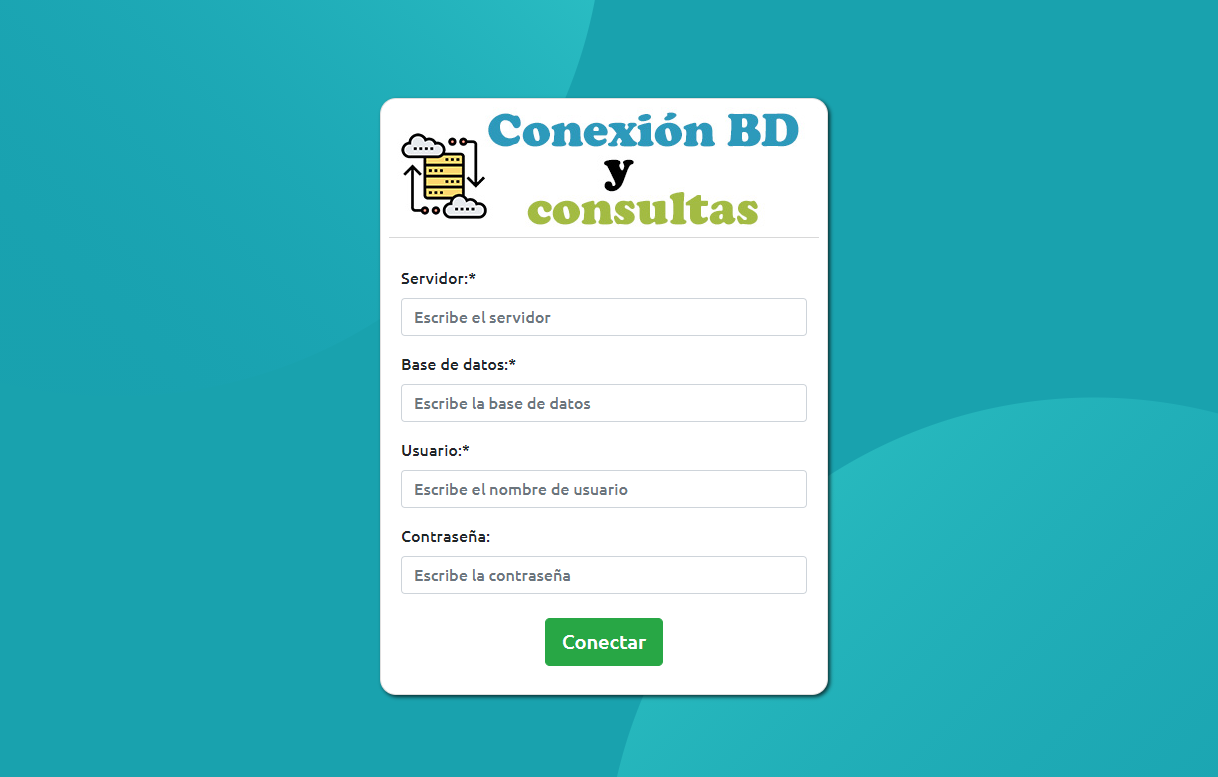 Conexión BD
y
consultas
Servidor:*
Escribe el servidor
Base de datos:*
Escribe la base de datos
Usuario:*
Escribe el nombre de usuario
Contraseña:
Escribe la contraseña
Conectar